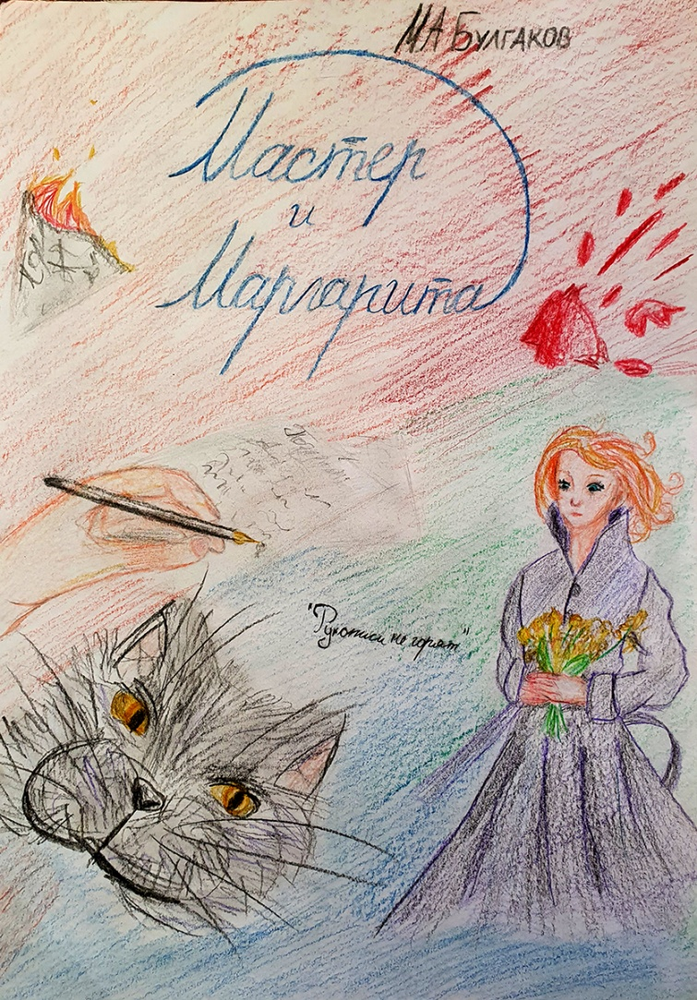 М А Булгаков
Мастер
и
Маргарита
"Рукописи не горят"